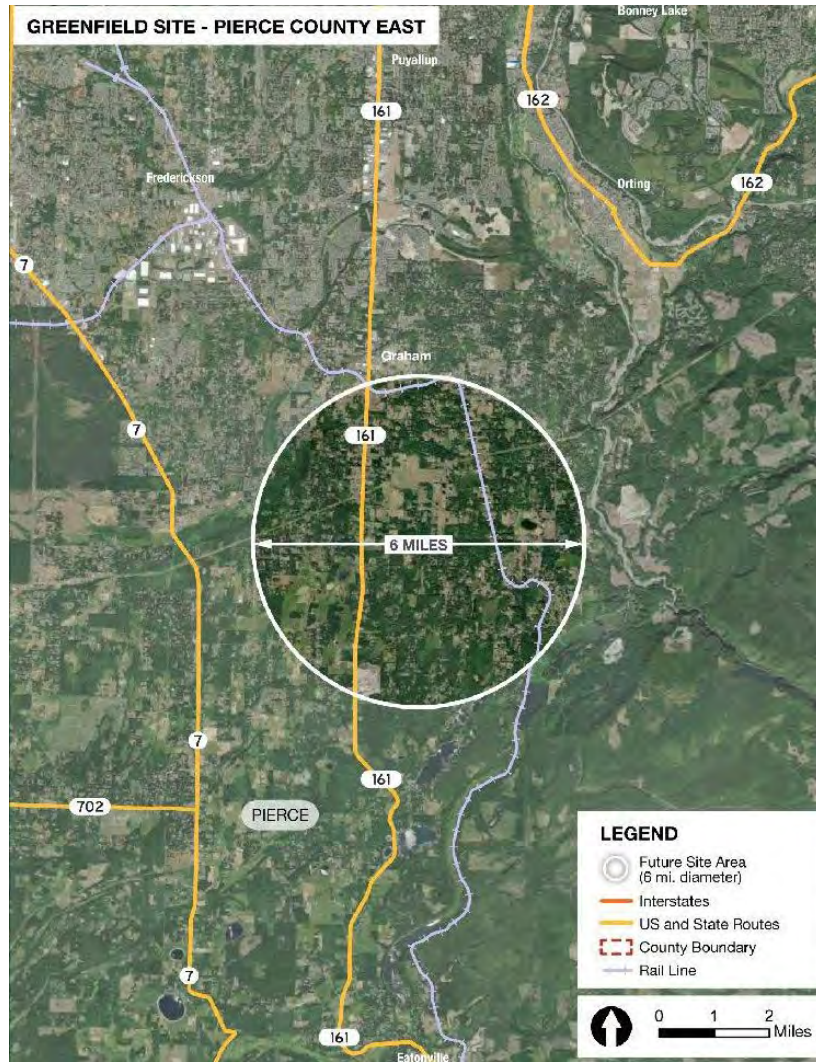 GREENFIELD SITE - PIERCE COUNTY EAST
Bonney Lake
Puyallup
161
162
Frederickson
Orting
162
7
Graham
7
161
6 MILES
7
161
702
PIERCE
7
161
Eatonville
LEGEND
Future Site Area
(6 mi. diameter)
Interstates
US and State Routes
County Boundary
Rail Line
0 1 2
Miles